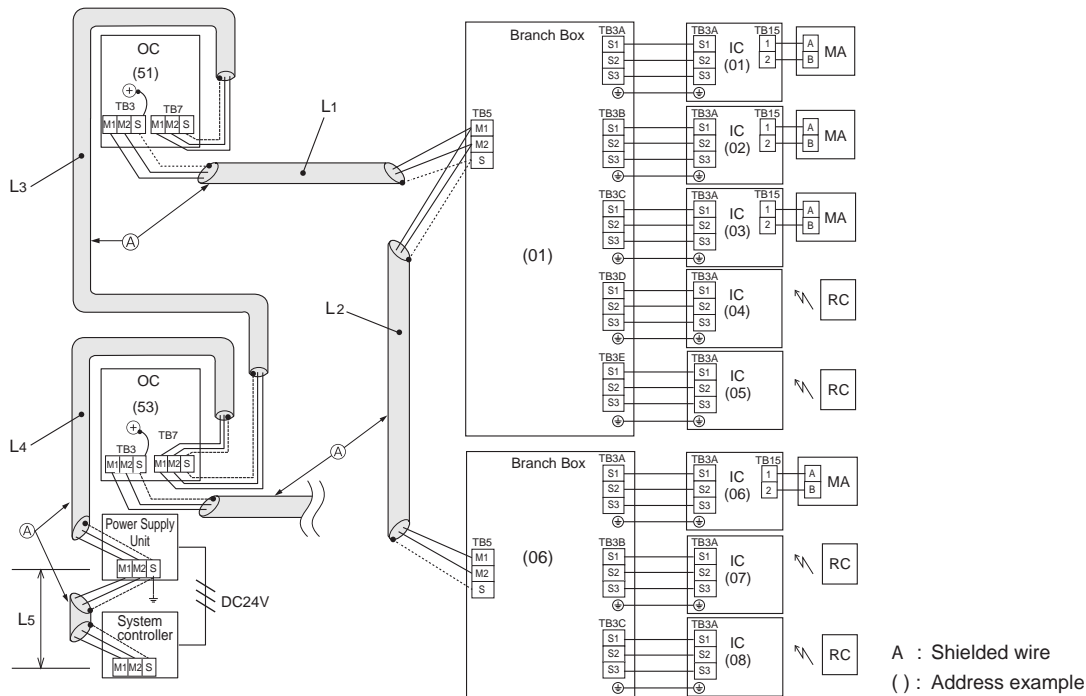 OC
(51)
TB3 TB7
M1 M2 S M1 M2 S
L1
L3
A
L2
L4
OC
(53)
TB3 TB7
M1 M2 S M1 M2 S
A
A
Power Supply
Unit
M1 M2 S
DC24V
L5
System
controller
M1 M2 S
Branch Box
TB5
M1
M2
S
(01)
TB3A TB3A TB15
S1 S1 IC 1 A MA
S2 S2 (01) 2 B
S3 S3
TB3B TB3A TB15
S1 S1 IC 1 A MA
S2 S2 (02) 2 B
S3 S3
TB3C TB3A TB15
S1 S1 IC 1 A MA
S2 S2 (03) 2 B
S3 S3
TB3D TB3A
S1 S1 IC RC
S2 S2 (04)
S3 S3
TB3E TB3A
S1 S1 IC RC
S2 S2 (05)
S3 S3
Branch Box
TB5
M1
M2
S
(06)
TB3A TB3A TB15
S1 S1 IC 1 A MA
S2 S2 (06) 2 B
S3 S3
TB3B TB3A
S1 S1 IC RC
S2 S2 (07)
S3 S3
TB3C TB3A
S1 S1 IC RC
S2 S2 (08)
S3 S3
A : Shielded wire
( ) : Address example